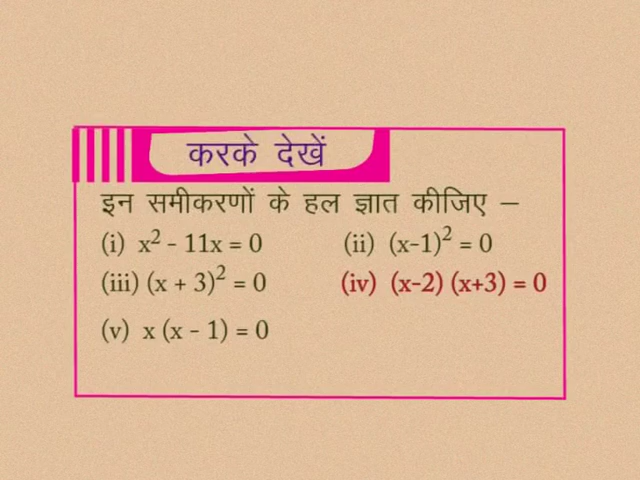 करके देखें
इन समीकरणों के हल ज्ञात कीजिए –
(i) x² - 11x = 0 (ii) (x-1)² = 0
(iii) (x + 3)² = 0 (iv) (x-2) (x+3) = 0
(v) x (x - 1) = 0